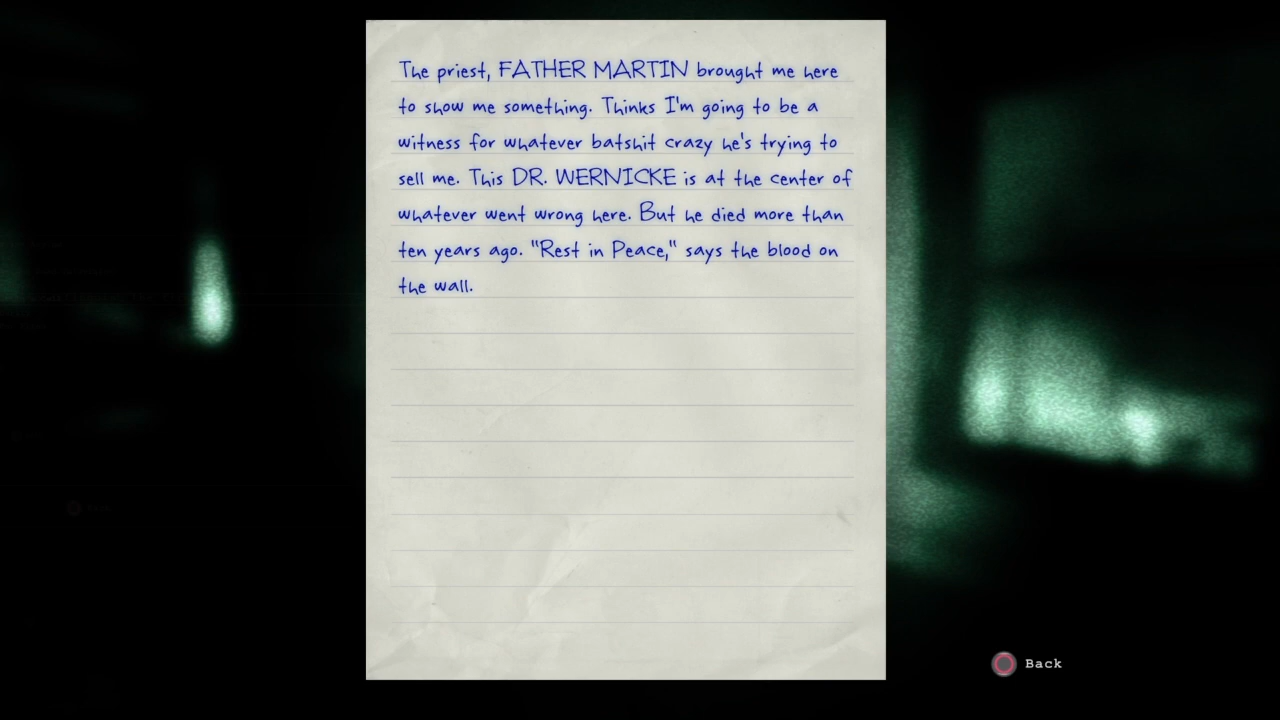 The priest, FATHER MARTIN brought me here
to show me something. Thinks I'm going to be a
witness for whatever batshit crazy he's trying to
sell me. This DR. WERNICKE is at the center of
whatever went wrong here. But he died more than
ten years ago. "Rest in Peace," says the blood on
the wall.
Back